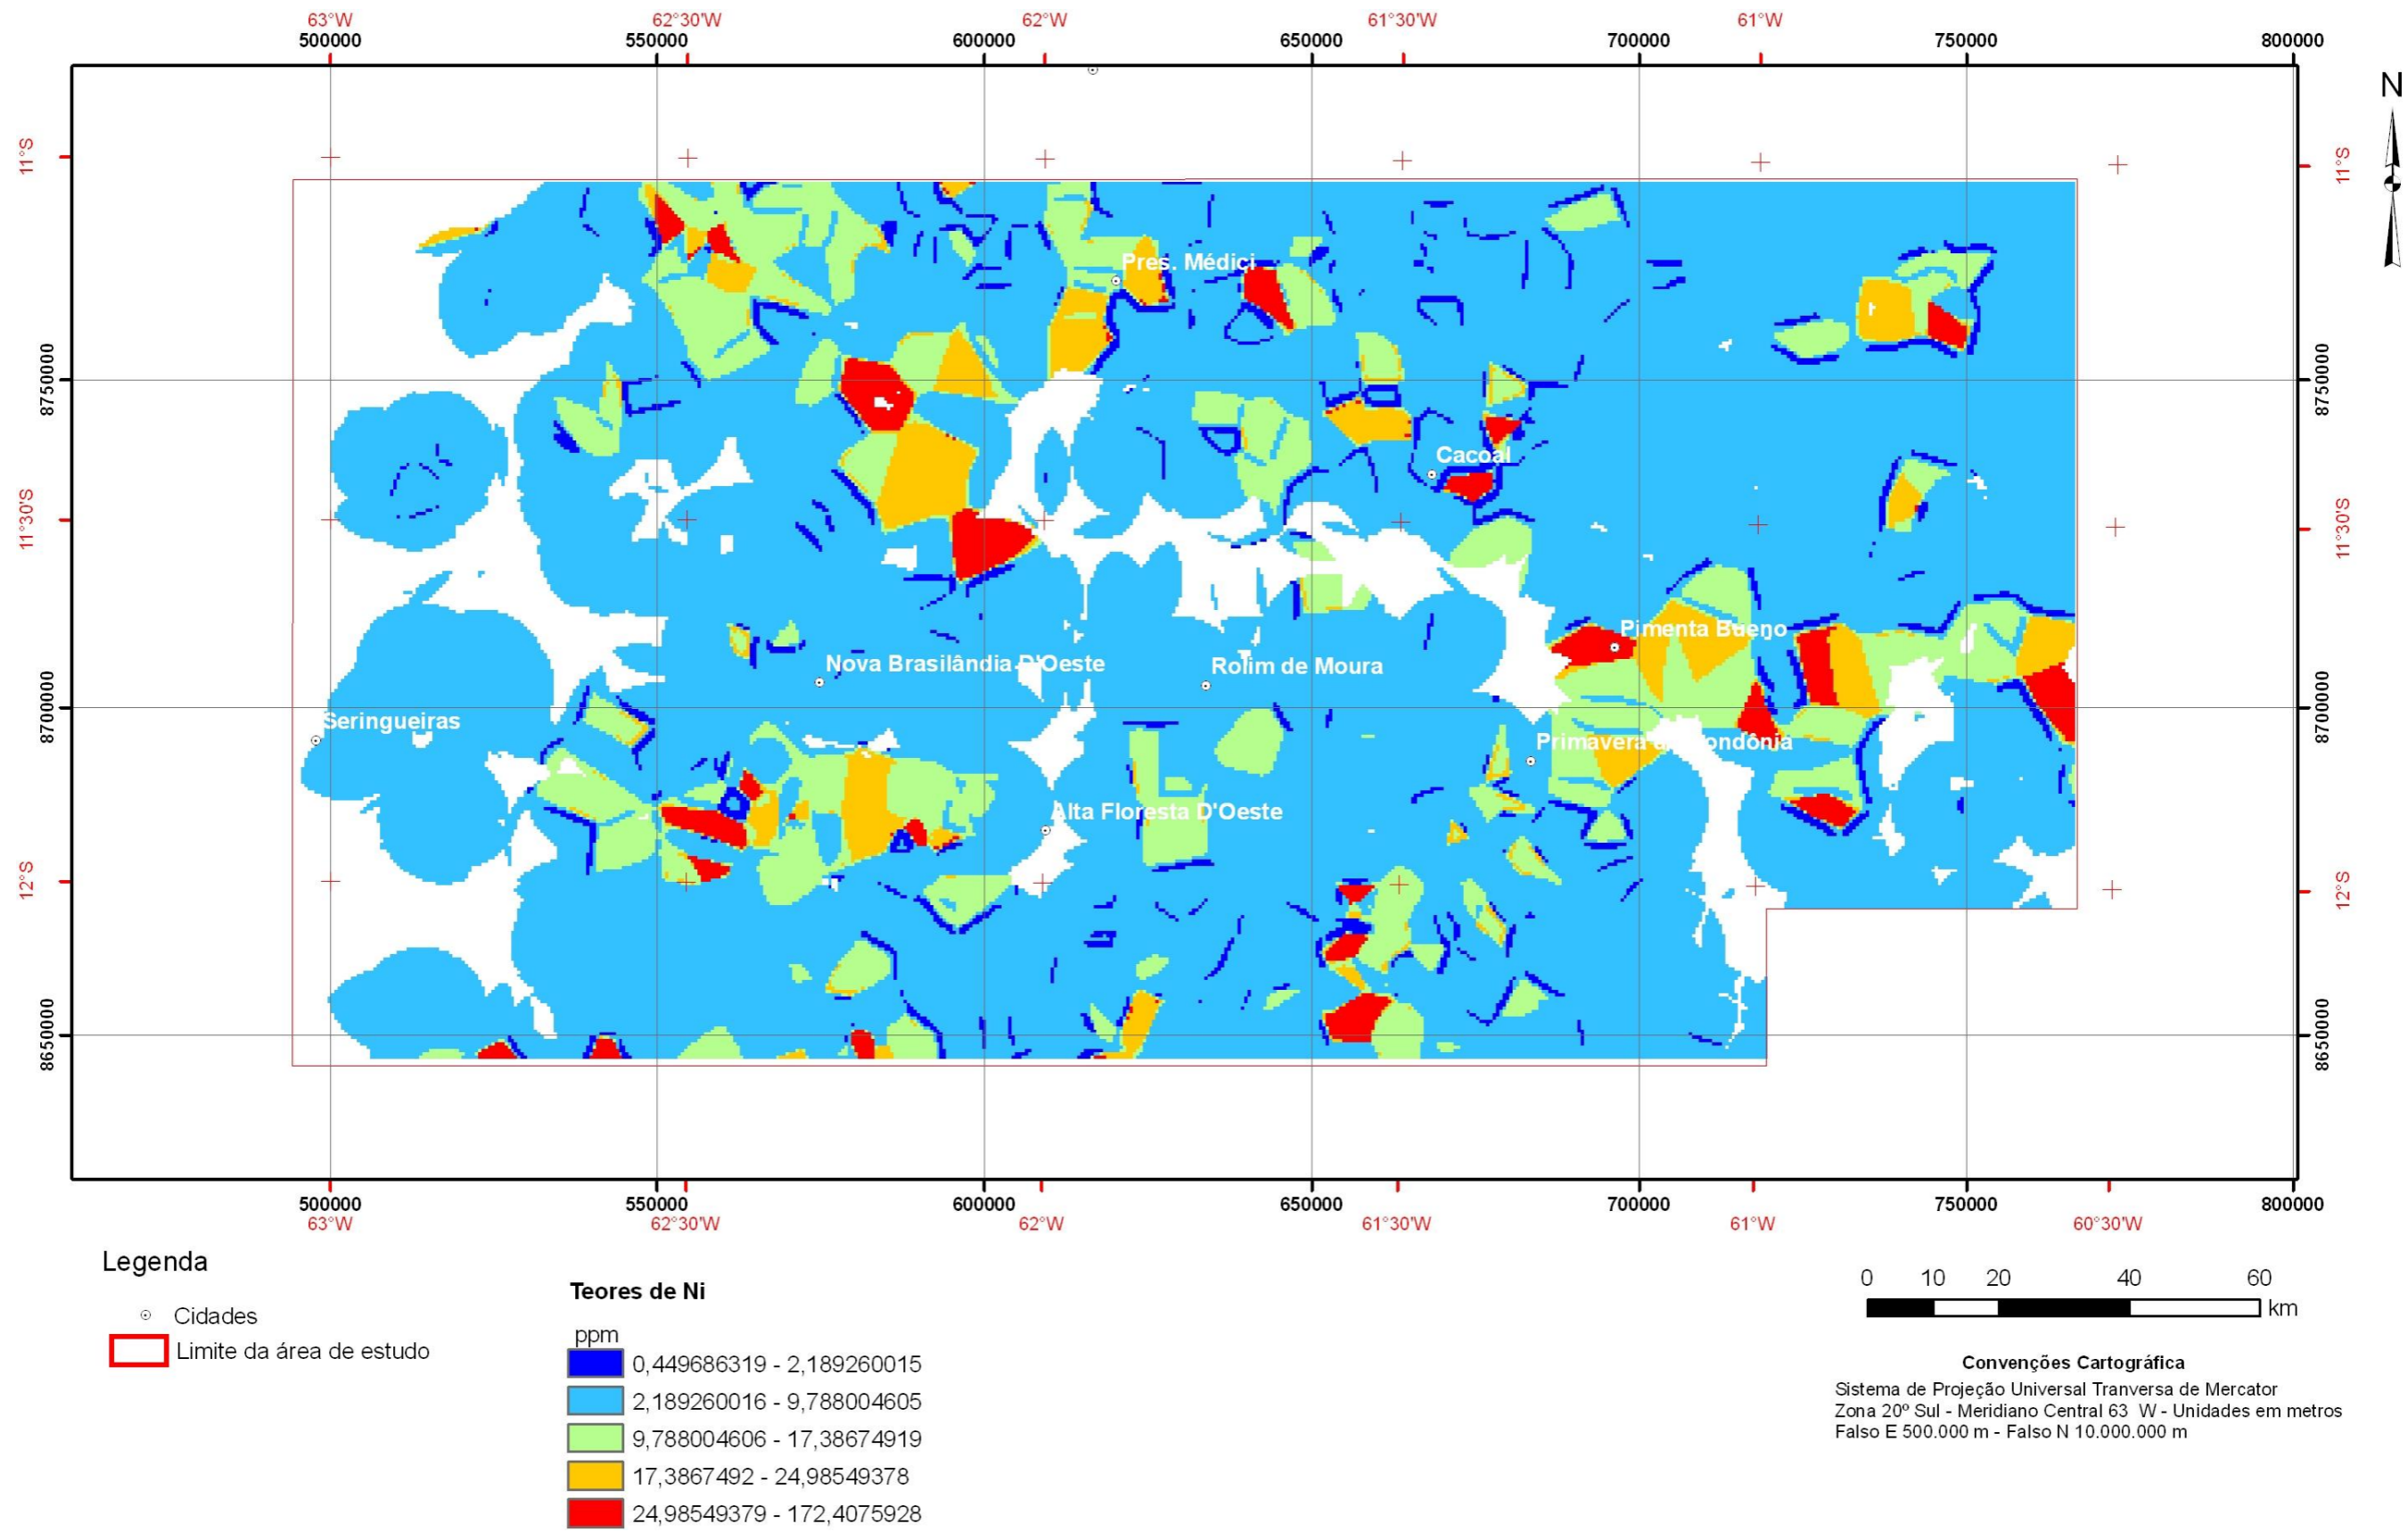 63°W 62°30'W 62°W 61°30'W 61°W
500000 550000 600000 650000 700000 750000 800000
N
11°S 11°S
Pres. Médici
8750000 8750000
Cacoal
11°30'S 11°30'S
Pimenta Bueno
Nova Brasilândia D'Oeste Rolim de Moura
8700000 8700000
Seringueiras
Primavera de Rondônia
Alta Floresta D'Oeste
12°S 12°S
8650000 8650000
500000 550000 600000 650000 700000 750000 800000
63°W 62°30'W 62°W 61°30'W 61°W 60°30'W
Legenda
Cidades
Limite da área de estudo
Teores de Ni
ppm
0,449686319 - 2,189260015
2,189260016 - 9,788004605
9,788004606 - 17,38674919
17,3867492 - 24,98549378
24,98549379 - 172,4075928
0 10 20 40 60
km
Convenções Cartográfica
Sistema de Projeção Universal Tranversa de Mercator
Zona 20º Sul - Meridiano Central 63 W - Unidades em metros
Falso E 500.000 m - Falso N 10.000.000 m